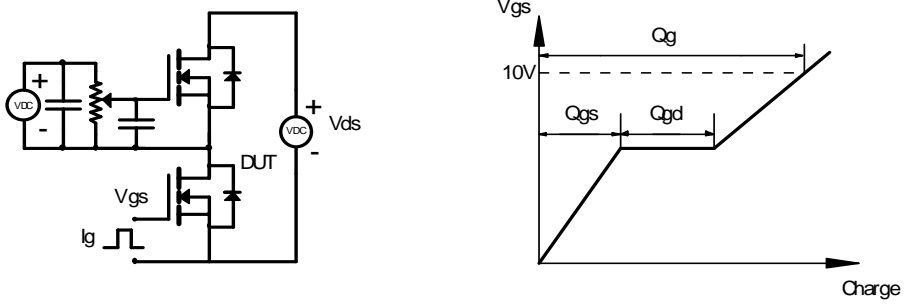 +
VDC
-
+
VDC
-
Vds
DUT
Vgs
Ig
Vgs
Qg
10V
Qgs
Qgd
Charge